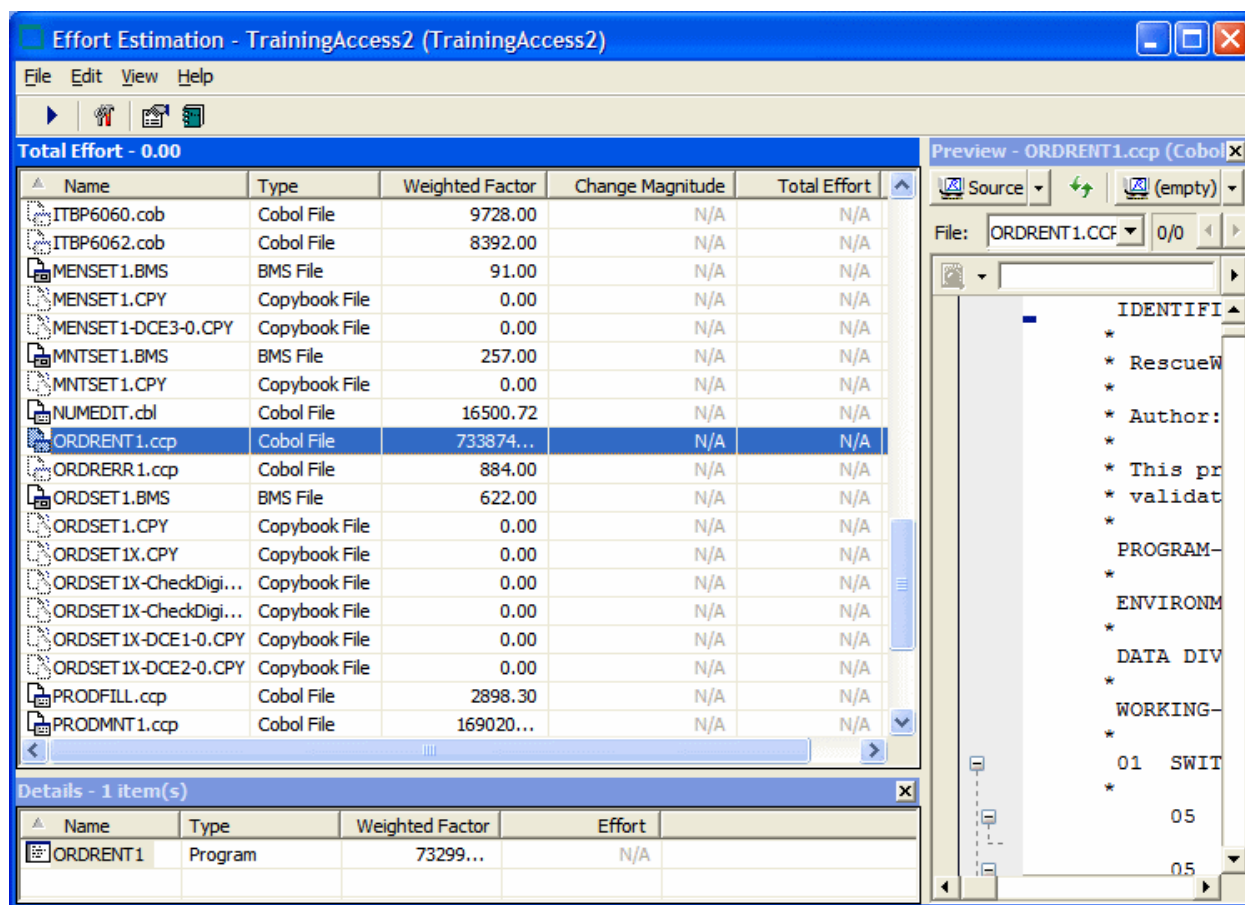 Effort Estimation - TrainingAccess2 (TrainingAccess2)
File Edit View Help
Total Effort - 0.00
Name Type Weighted Factor Change Magnitude Total Effort
ITBP6060.cob Cobol File 9728.00 N/A N/A
ITBP6062.cob Cobol File 8392.00 N/A N/A
MENSET1.BMS BMS File 91.00 N/A N/A
MENSET1.CPY Copybook File 0.00 N/A N/A
MENSET1-DCE3-0.CPY Copybook File 0.00 N/A N/A
MNTSET1.BMS BMS File 257.00 N/A N/A
MNTSET1.CPY Copybook File 0.00 N/A N/A
NUMEDIT.cbl Cobol File 16500.72 N/A N/A
ORDRENT1.ccp Cobol File 733874... N/A N/A
ORDRERR1.ccp Cobol File 884.00 N/A N/A
ORDSET1.BMS BMS File 622.00 N/A N/A
ORDSET1.CPY Copybook File 0.00 N/A N/A
ORDSET1X.CPY Copybook File 0.00 N/A N/A
ORDSET1X-CheckDigi... Copybook File 0.00 N/A N/A
ORDSET1X-CheckDigi... Copybook File 0.00 N/A N/A
ORDSET1X-DCE1-0.CPY Copybook File 0.00 N/A N/A
ORDSET1X-DCE2-0.CPY Copybook File 0.00 N/A N/A
PRODFILL.ccp Cobol File 2898.30 N/A N/A
PRODMNT1.ccp Cobol File 169020... N/A N/A
Details - 1 item(s)
Name Type Weighted Factor Effort
ORDRENT1 Program 73299... N/A
Preview - ORDRENT1.ccp (Cobol
Source (empty)
File: ORDRENT1.CCP 0/0
IDENTIFI
*
* RescueW
*
* Author:
*
* This pr
* validat
*
PROGRAM-
*
ENVIRONM
*
DATA DIV
*
WORKING-
*
01 SWIT
*
05
05